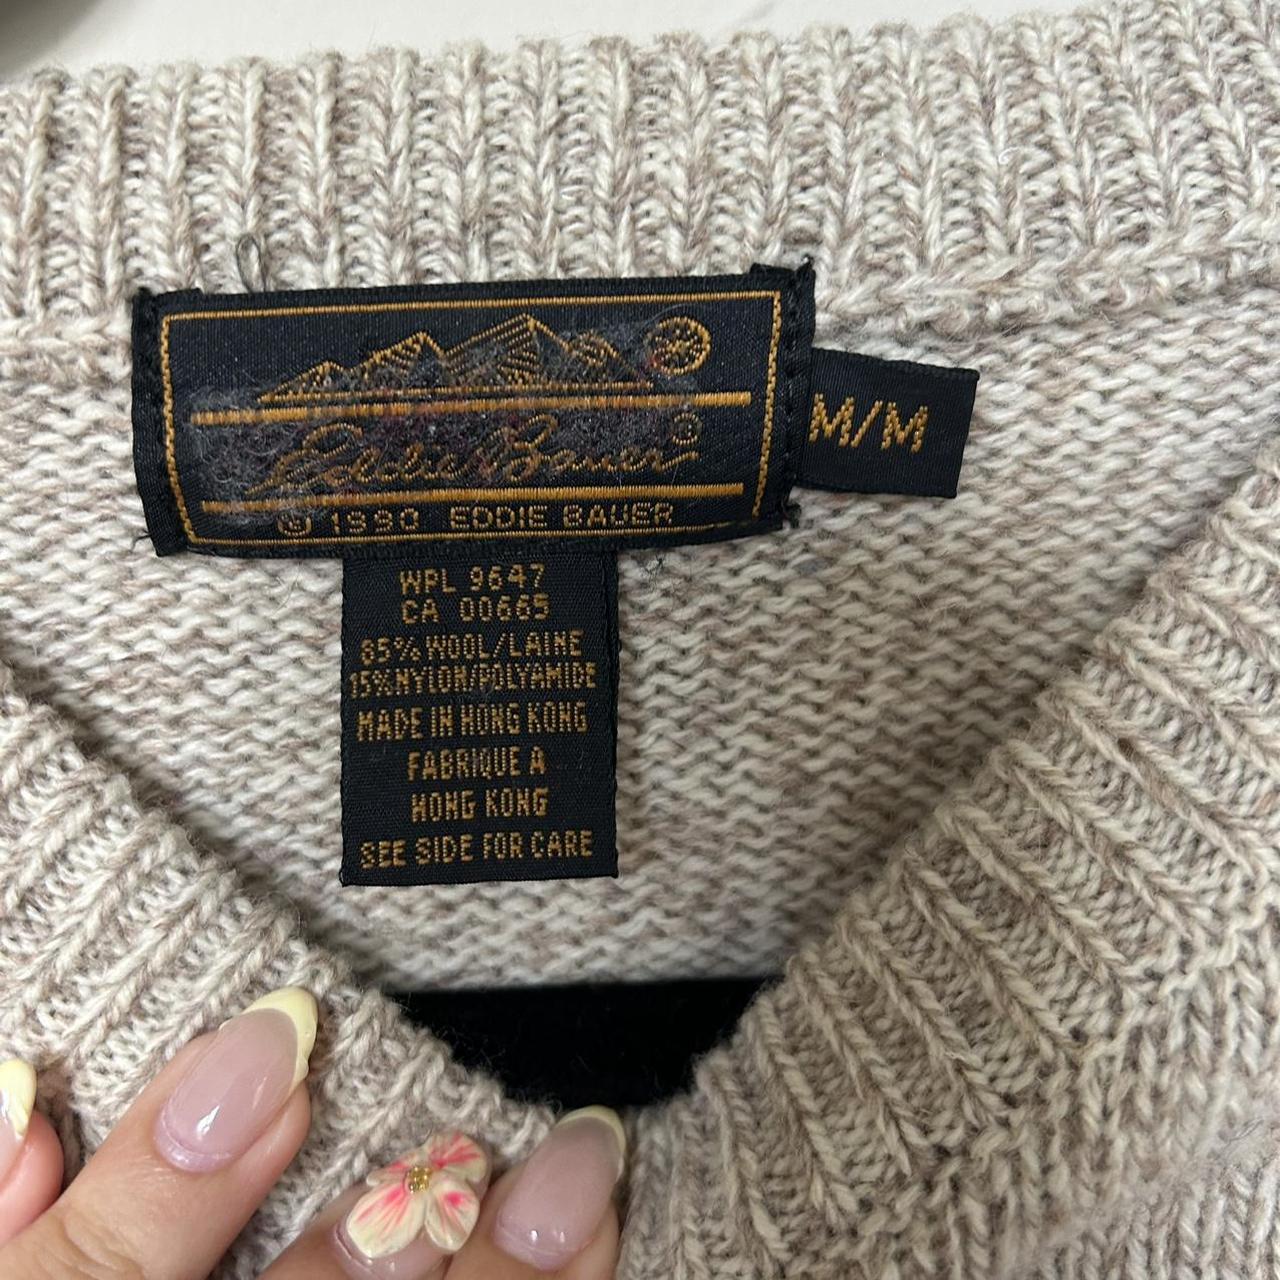 Eddie Bauer ®
© 1990 EDDIE BAUER
M/M
WPL 9647
CA 00665
85% WOOL/LAINE
15% NYLON/POLYAMIDE
MADE IN HONG KONG
FABRIQUE A
HONG KONG
SEE SIDE FOR CARE